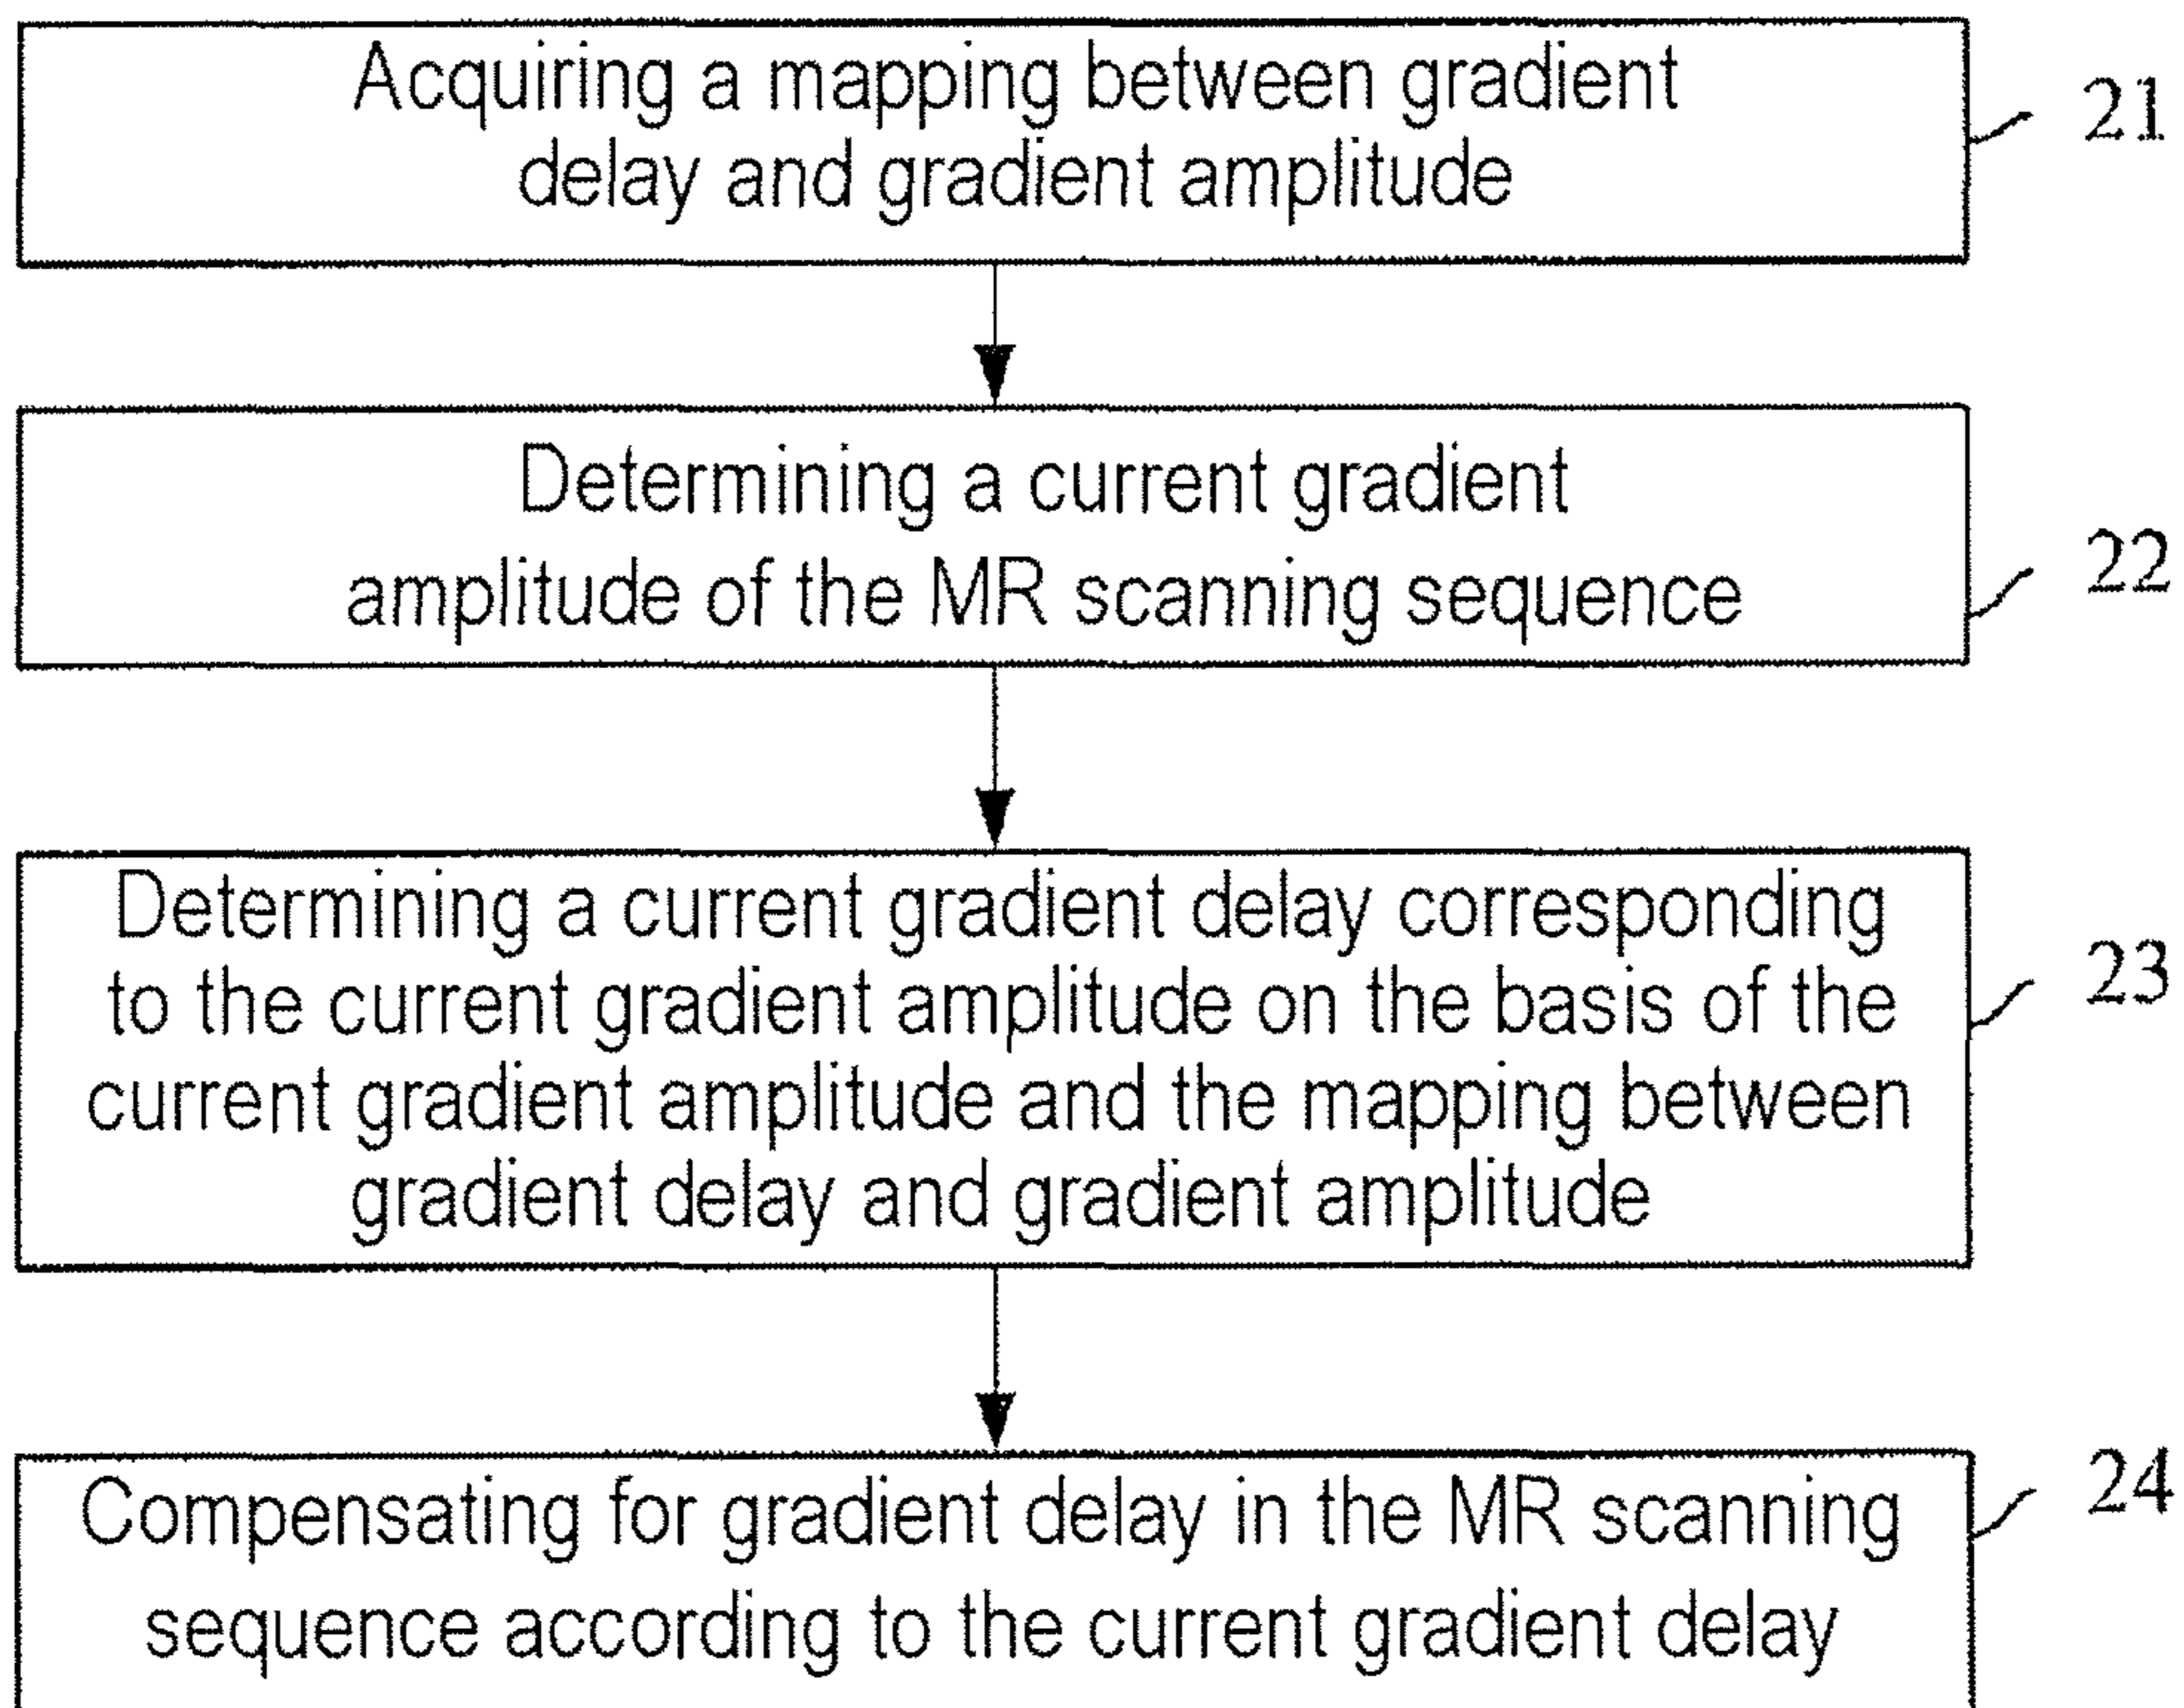 Acquiring a mapping between gradient
delay and gradient amplitude
21
Determining a current gradient
amplitude of the MR scanning sequence
22
Determining a current gradient delay corresponding
to the current gradient amplitude on the basis of the
current gradient amplitude and the mapping between
gradient delay and gradient amplitude
23
Compensating for gradient delay in the MR scanning
sequence according to the current gradient delay
24